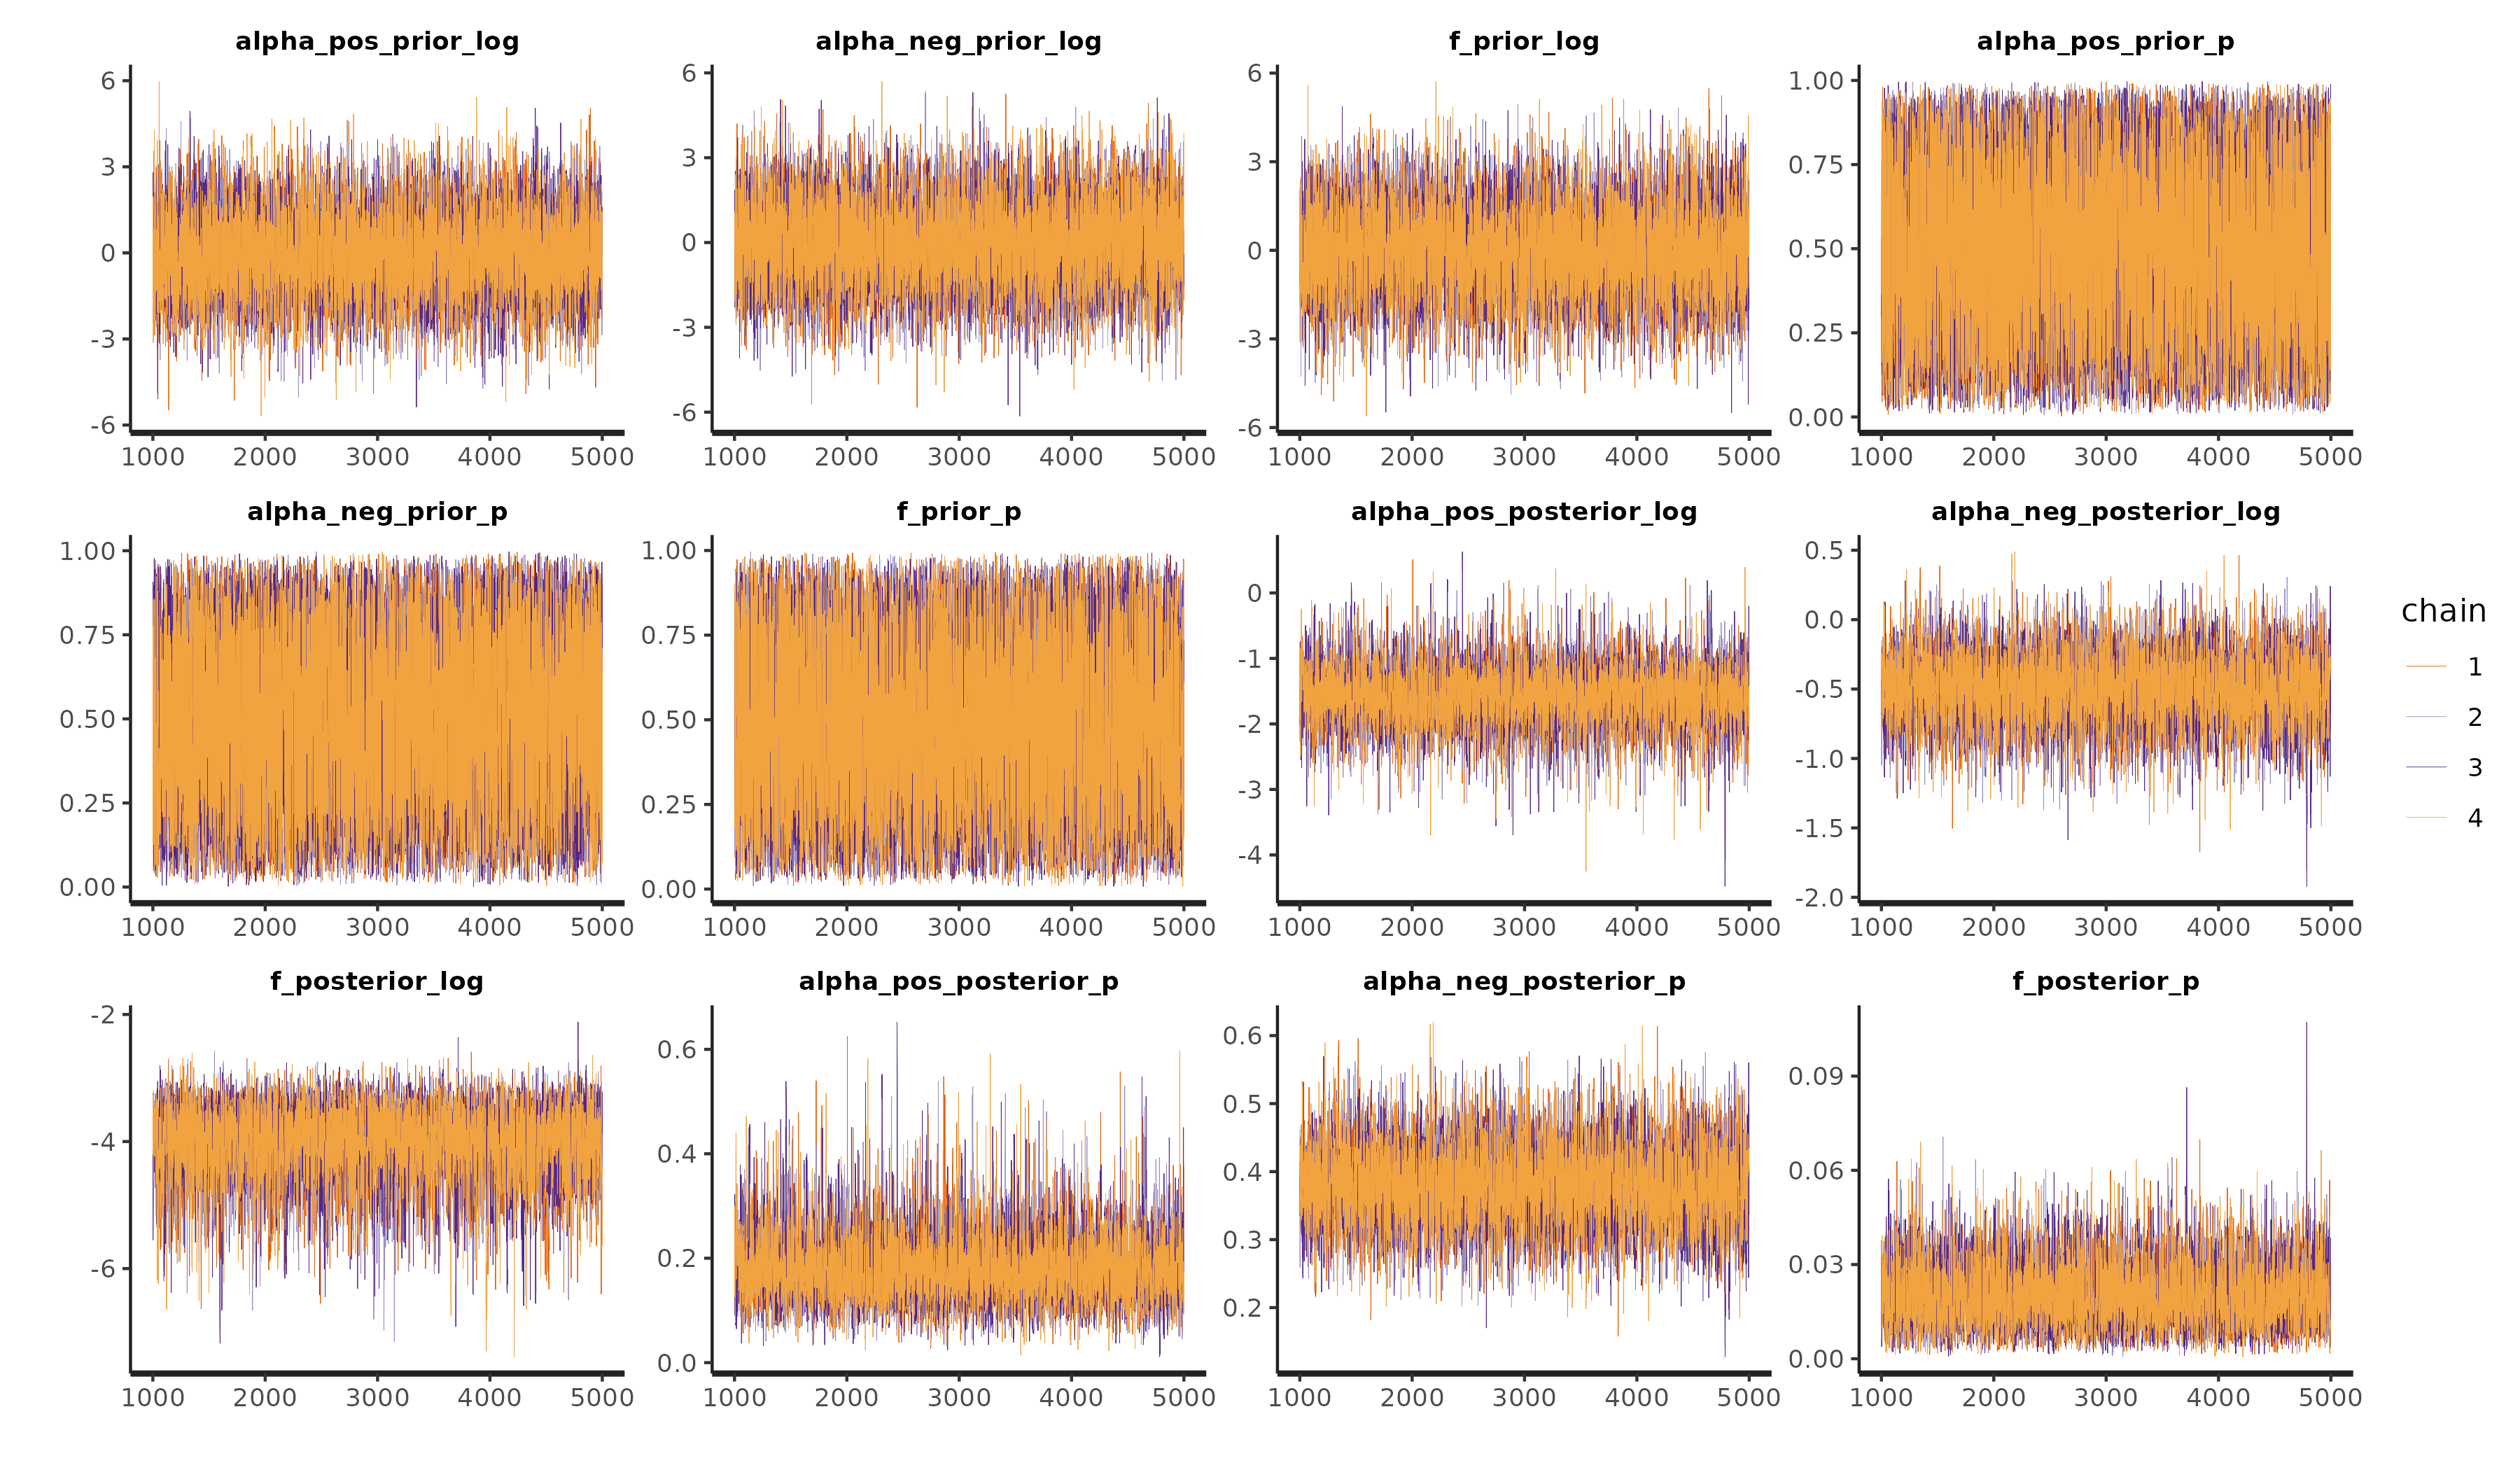 alpha_pos_prior_log alpha_neg_prior_log f_prior_log alpha_pos_prior_p
6 3 0 -3 -6
6 3 0 -3 -6
6 3 0 -3 -6
1.00 0.75 0.50 0.25 0.00
1000 2000 3000 4000 5000 1000 2000 3000 4000 5000 1000 2000 3000 4000 5000 1000 2000 3000 4000 5000
alpha_neg_prior_p f_prior_p alpha_pos_posterior_log alpha_neg_posterior_log
1.00 0.75 0.50 0.25 0.00
1.00 0.75 0.50 0.25 0.00
0 -1 -2 -3 -4
0.5 0.0 -0.5 -1.0 -1.5 -2.0
1000 2000 3000 4000 5000 1000 2000 3000 4000 5000 1000 2000 3000 4000 5000 1000 2000 3000 4000 5000
f_posterior_log alpha_pos_posterior_p alpha_neg_posterior_p f_posterior_p
-2 -4 -6
0.6 0.4 0.2 0.0
0.6 0.5 0.4 0.3 0.2
0.09 0.06 0.03 0.00
1000 2000 3000 4000 5000 1000 2000 3000 4000 5000 1000 2000 3000 4000 5000 1000 2000 3000 4000 5000
chain
1
2
3
4